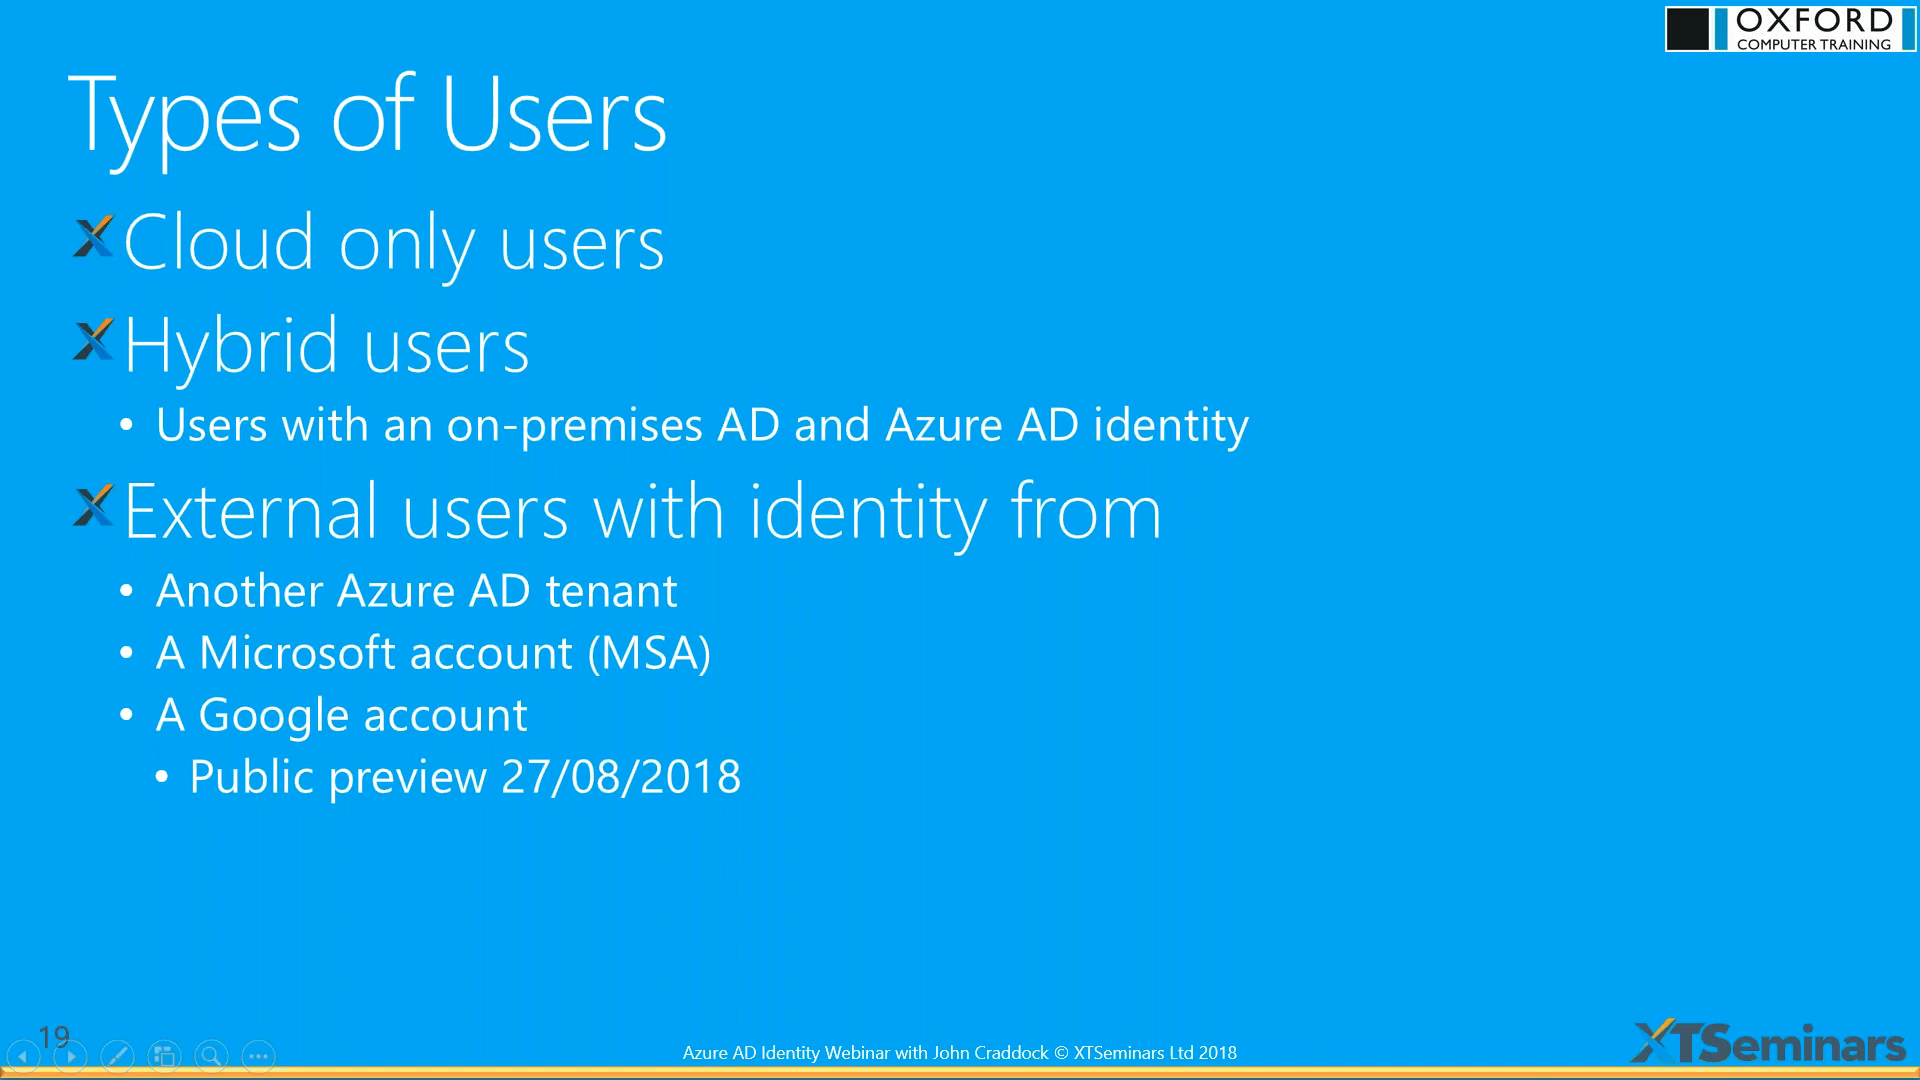 OXFORD
COMPUTER TRAINING
Types of Users
Cloud only users
Hybrid users
• Users with an on-premises AD and Azure AD identity
External users with identity from
• Another Azure AD tenant
• A Microsoft account (MSA)
• A Google account
• Public preview 27/08/2018
19
Azure AD Identity Webinar with John Craddock © XTSeminars Ltd 2018
XTSeminars